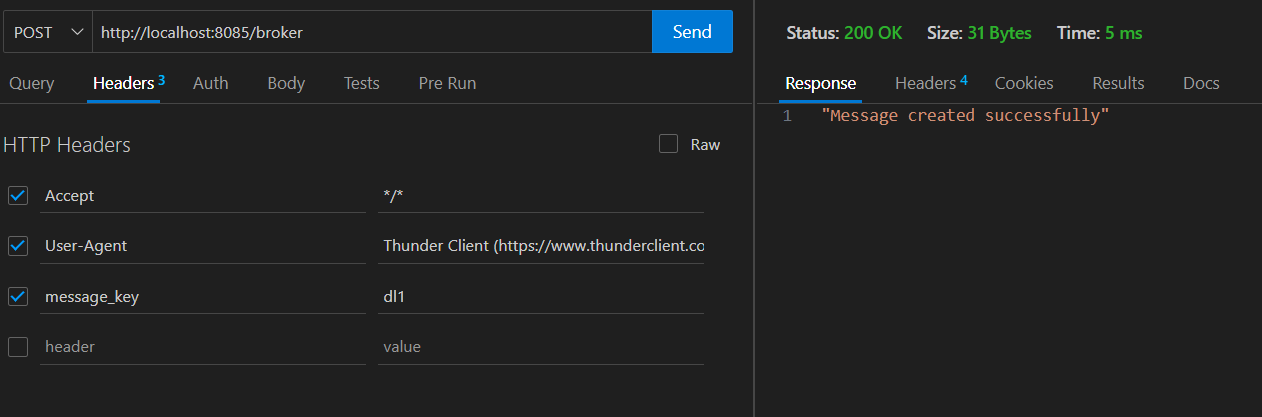 POST http://localhost:8085/broker Send
Query Headers 3 Auth Body Tests Pre Run
HTTP Headers Raw
Accept */*
User-Agent Thunder Client (https://www.thunderclient.co
message_key dl1
header value
Status: 200 OK Size: 31 Bytes Time: 5 ms
Response Headers 4 Cookies Results Docs
1 "Message created successfully"